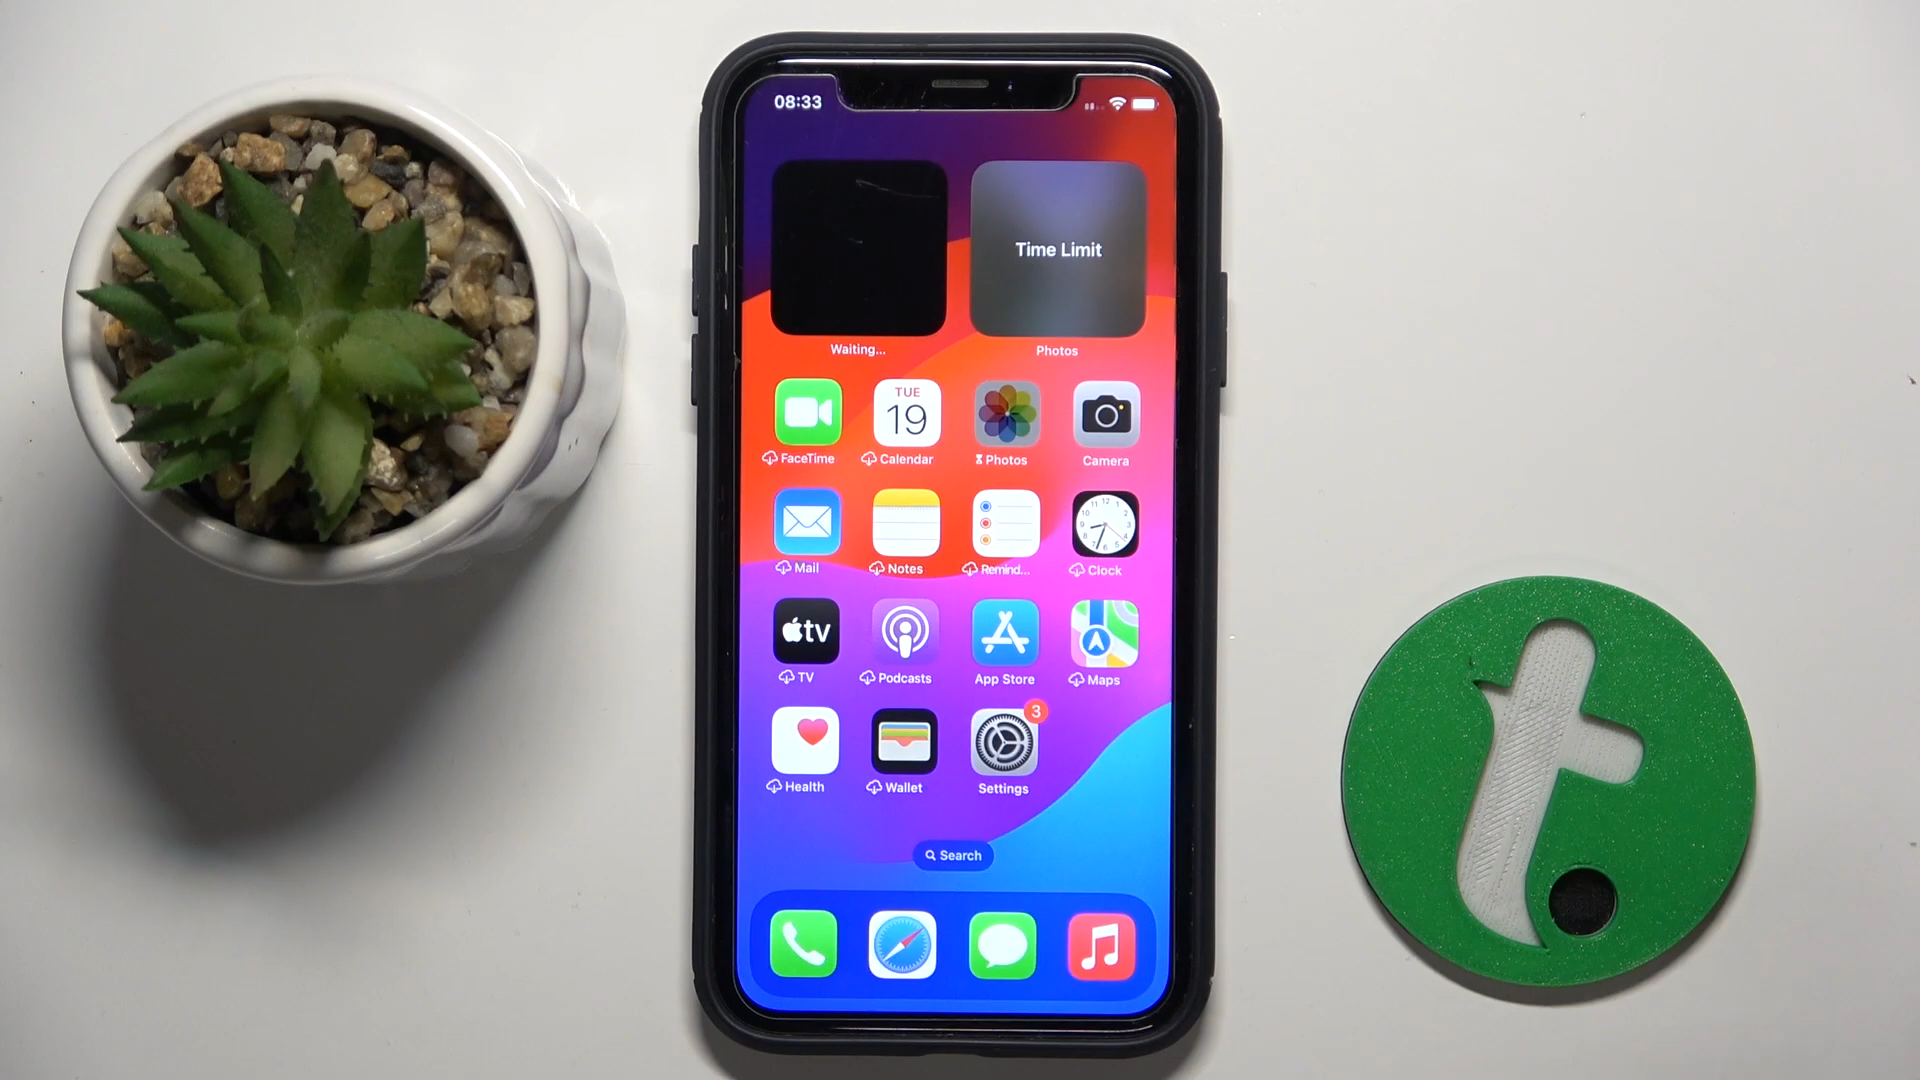 08:33
Time Limit
Waiting...
Photos
TUE
19
FaceTime
Calendar
Photos
Camera
Mail
Notes
Remind...
Clock
tv
TV
Podcasts
App Store
Maps
3
Health
Wallet
Settings
Search
t